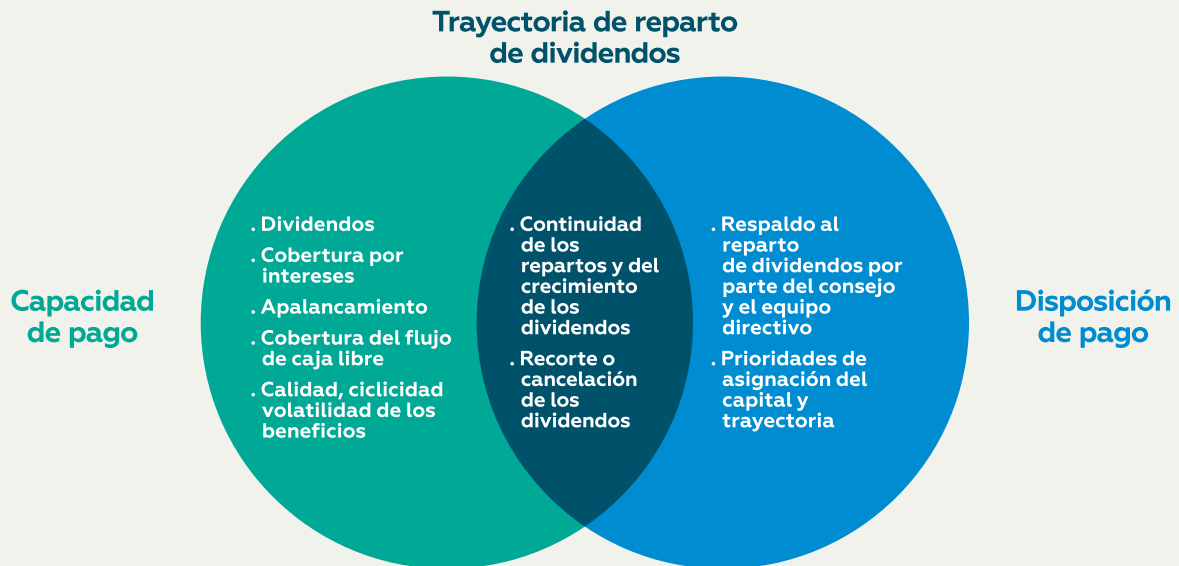 Trayectoria de reparto
de dividendos
Capacidad
de pago
. Dividendos
. Cobertura por
intereses
. Apalancamiento
. Cobertura del flujo
de caja libre
. Calidad, ciclicidad
volatilidad de los
beneficios
. Continuidad
de los
repartos y del
crecimiento
de los
dividendos
. Recorte o
cancelación
de los
dividendos
. Respaldo al
reparto
de dividendos por
parte del consejo
y el equipo
directivo
. Prioridades de
asignación del
capital y
trayectoria
Disposición
de pago